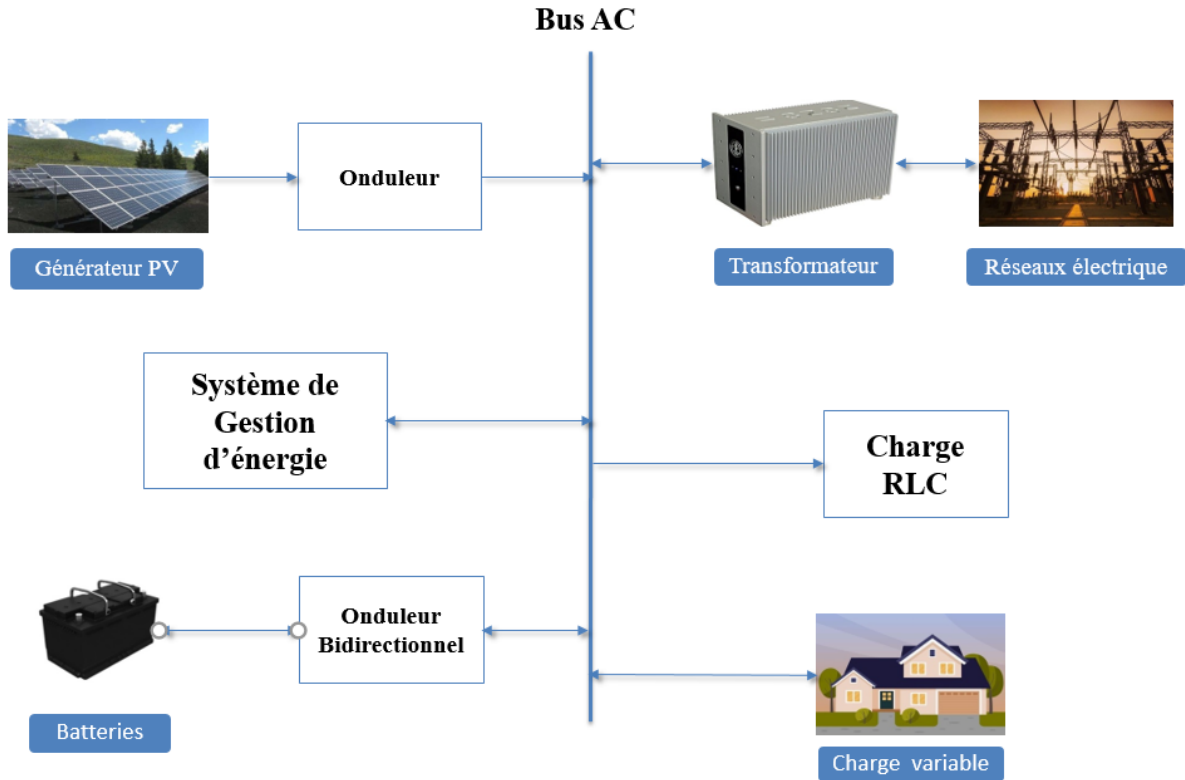 Bus AC
Onduleur
Générateur PV
Transformateur
Réseaux électrique
Système de
Gestion
d’énergie
Charge
RLC
Onduleur
Bidirectionnel
Batteries
Charge variable